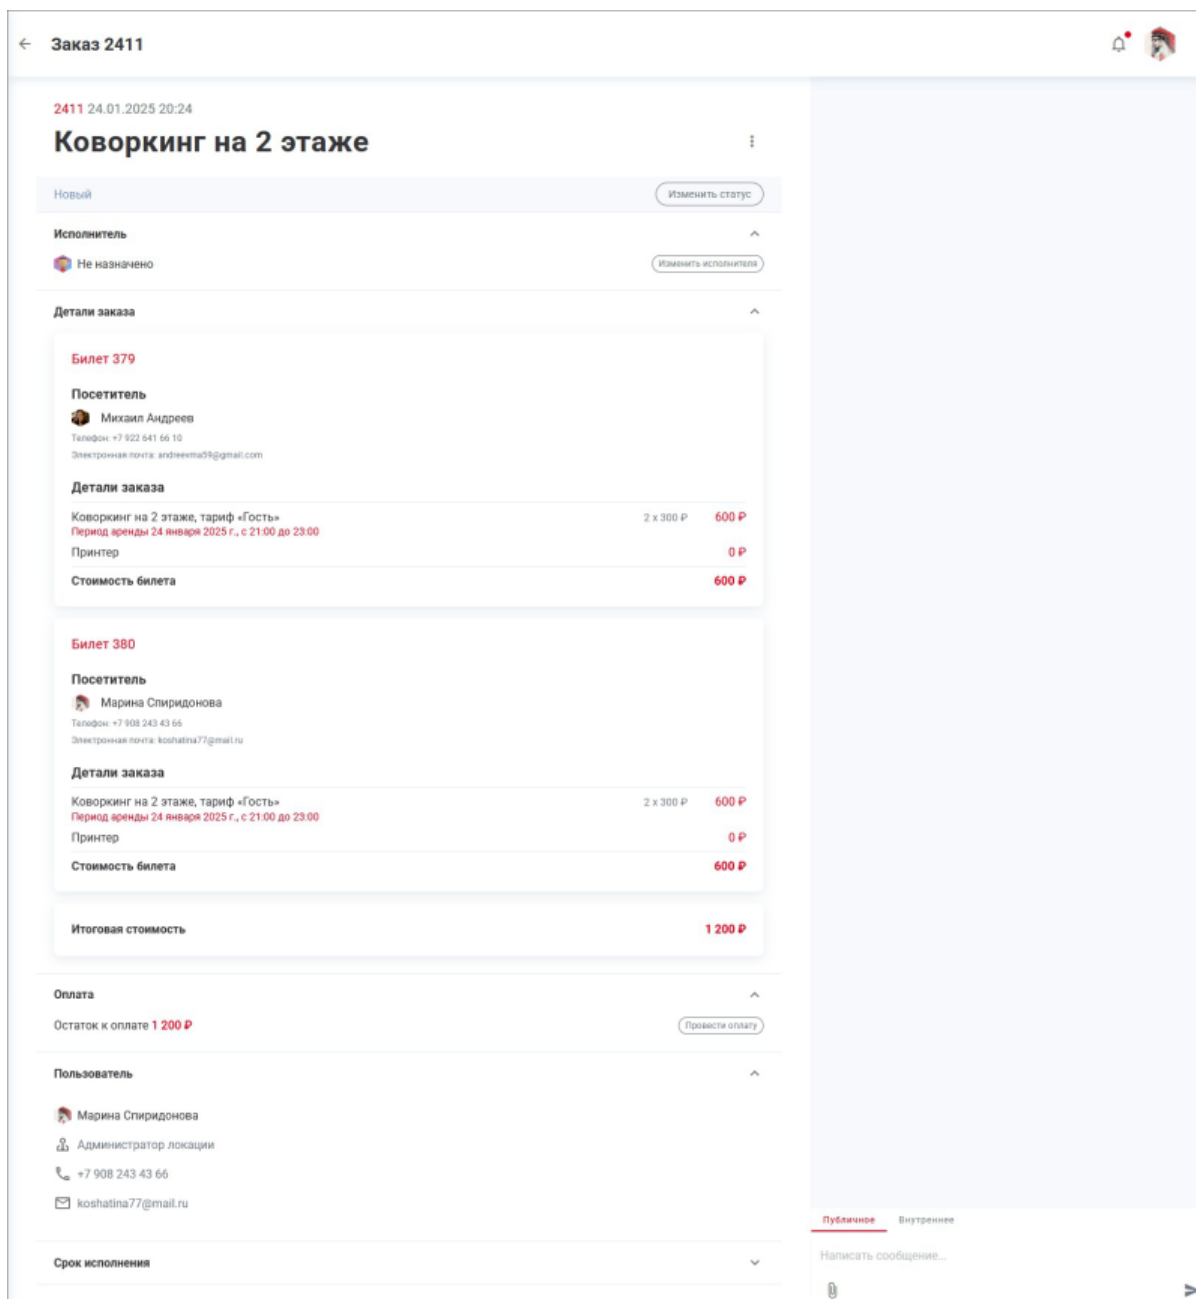 Заказ 2411
2411 24.01.2025 20:24
Коворкинг на 2 этаже
Новый
Изменить статус
Исполнитель
Не назначено
Изменить исполнителя
Детали заказа
Билет 379
Посетитель
Михаил Андреев
Телефон: +7 922 641 66 10
Электронная почта: andreevma59@gmail.com
Детали заказа
Коворкинг на 2 этаже, тариф «Гость» 2 x 300 ₽ 600 ₽
Период аренды 24 января 2025 г., с 21:00 до 23:00
Принтер 0 ₽
Стоимость билета 600 ₽
Билет 380
Посетитель
Марина Спиридонова
Телефон: +7 908 243 43 66
Электронная почта: koshatina77@mail.ru
Детали заказа
Коворкинг на 2 этаже, тариф «Гость» 2 x 300 ₽ 600 ₽
Период аренды 24 января 2025 г., с 21:00 до 23:00
Принтер 0 ₽
Стоимость билета 600 ₽
Итоговая стоимость 1 200 ₽
Оплата
Остаток к оплате 1 200 ₽
Провести оплату
Пользователь
Марина Спиридонова
Администратор локации
+7 908 243 43 66
koshatina77@mail.ru
Срок исполнения
Публичное Внутреннее
Написать сообщение...